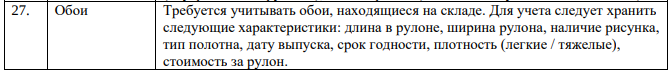 27. Обои Требуется учитывать обои, находящиеся на складе. Для учета следует хранить
следующие характеристики: длина в рулоне, ширина рулона, наличие рисунка,
тип полотна, дату выпуска, срок годности, плотность (легкие / тяжелые),
стоимость за рулон.